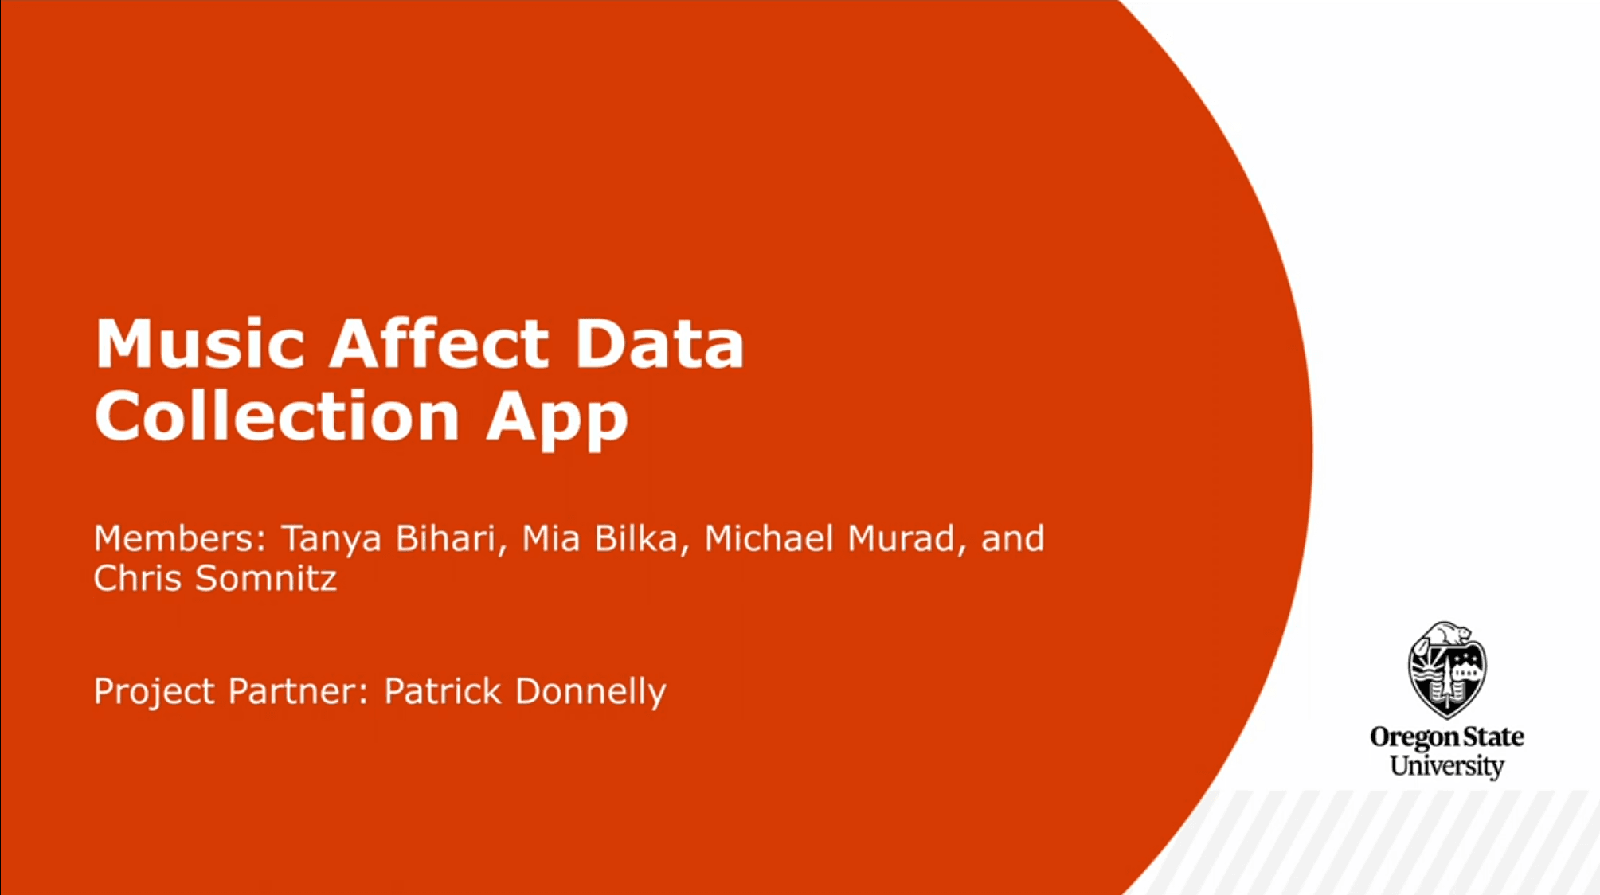 Music Affect Data
Collection App
Members: Tanya Bihari, Mia Bilka, Michael Murad, and
Chris Somnitz
Project Partner: Patrick Donnelly
Oregon State
University